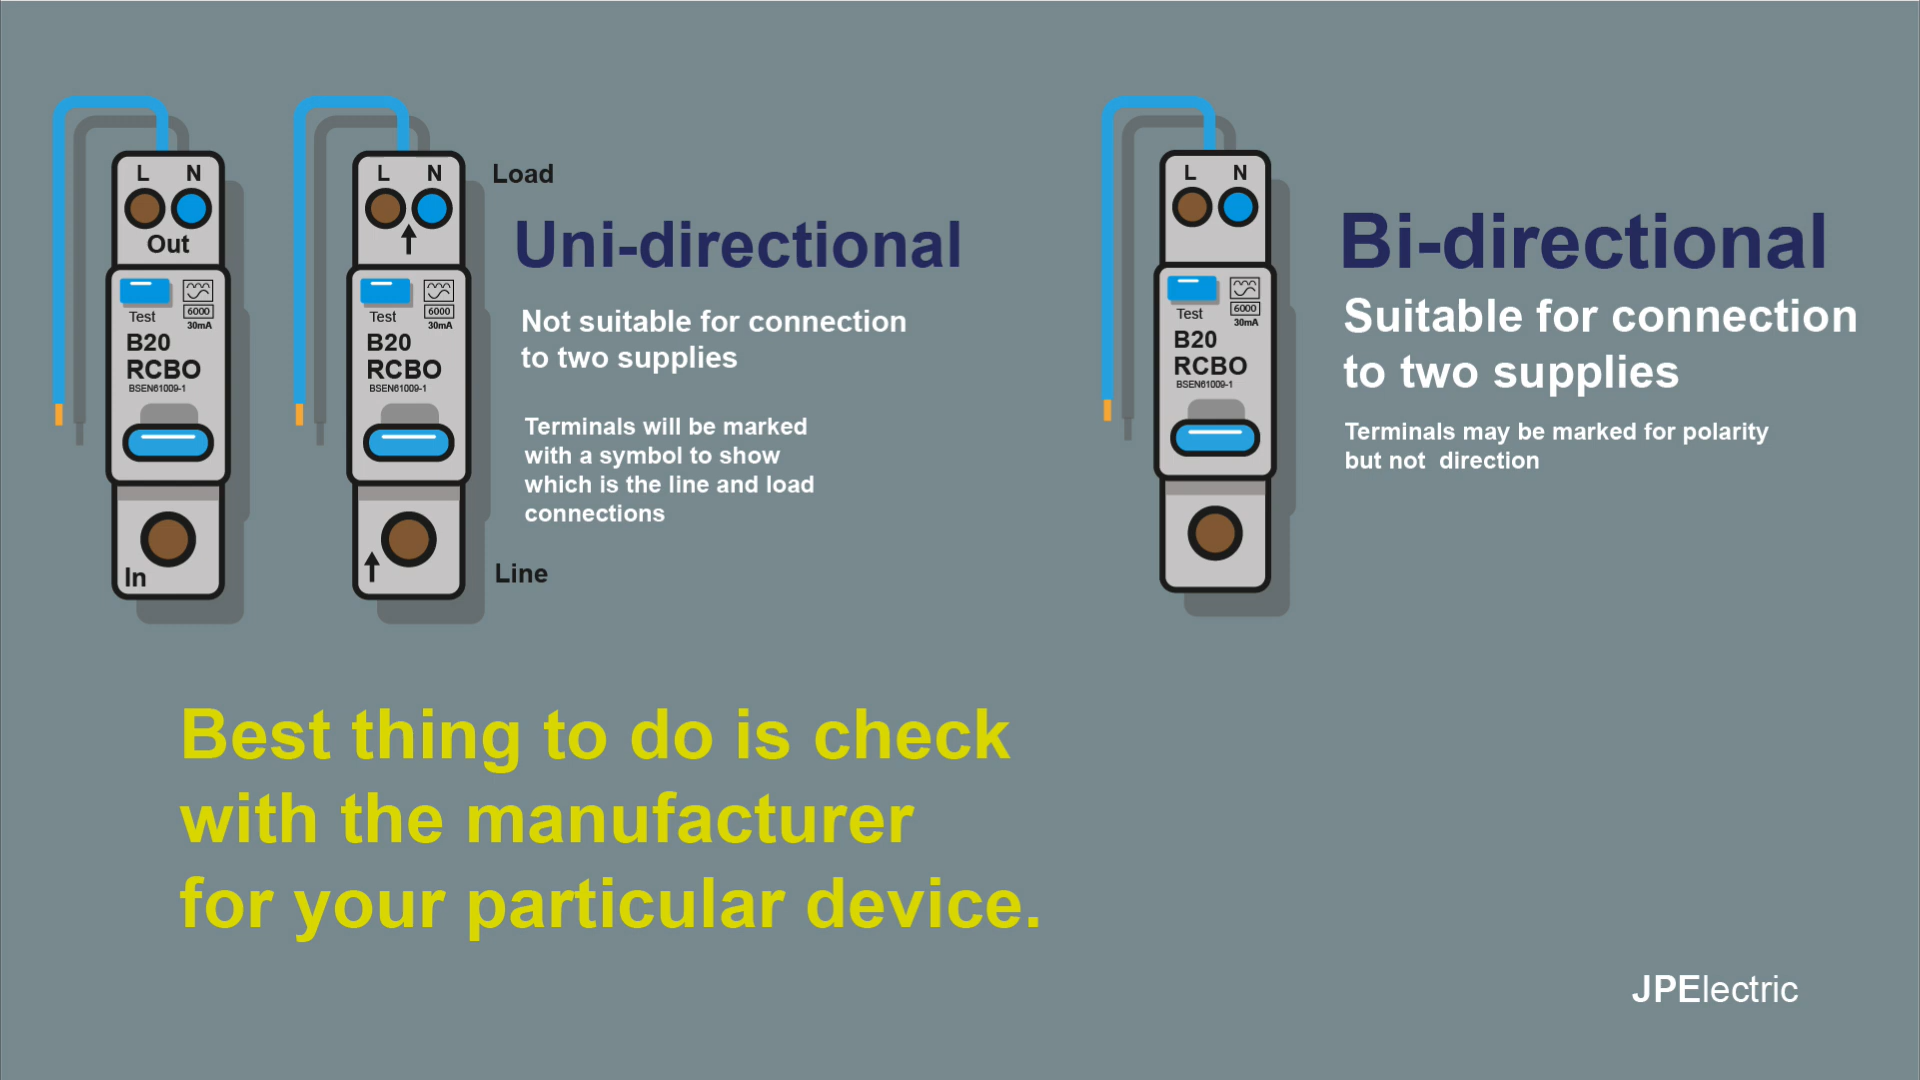 L N
Out
Test
6000
30mA
B20
RCBO
BSEN61009-1
In
L N
Load
Test
6000
30mA
B20
RCBO
BSEN61009-1
Line
Uni-directional
Not suitable for connection
to two supplies
Terminals will be marked
with a symbol to show
which is the line and load
connections
L N
Test
6000
30mA
B20
RCBO
BSEN61009-1
Bi-directional
Suitable for connection
to two supplies
Terminals may be marked for polarity
but not direction
Best thing to do is check
with the manufacturer
for your particular device.
JPElectric